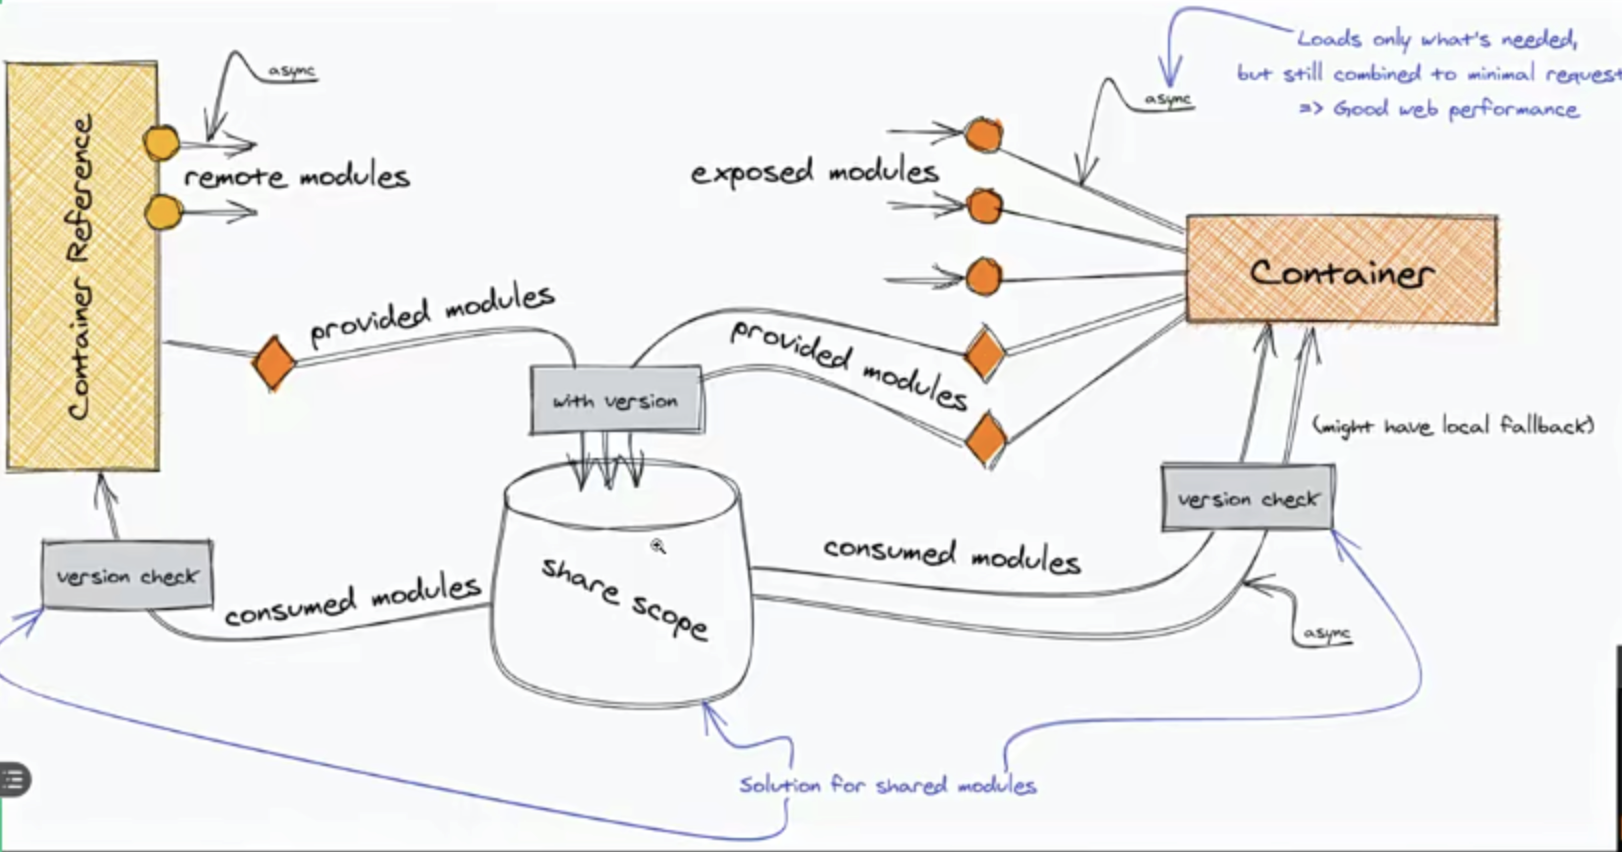 Loads only what's needed,
but still combined to minimal request
=> Good web performance
async
async
Container Reference
remote modules
exposed modules
Container
provided modules
provided modules
with version
(might have local fallback)
version check
version check
consumed modules
consumed modules
share scope
async
Solution for shared modules